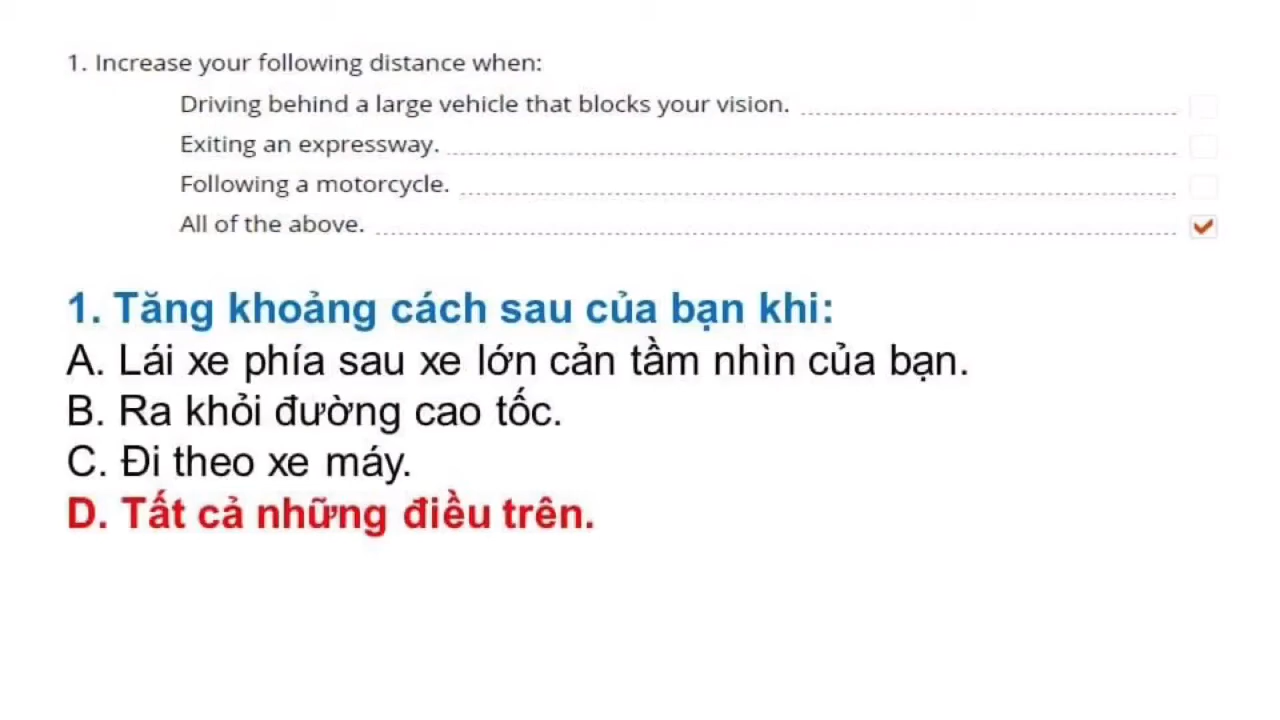 1. Increase your following distance when:
Driving behind a large vehicle that blocks your vision.
Exiting an expressway.
Following a motorcycle.
All of the above.
1. Tăng khoảng cách sau của bạn khi:
A. Lái xe phía sau xe lớn cản tầm nhìn của bạn.
B. Ra khỏi đường cao tốc.
C. Đi theo xe máy.
D. Tất cả những điều trên.